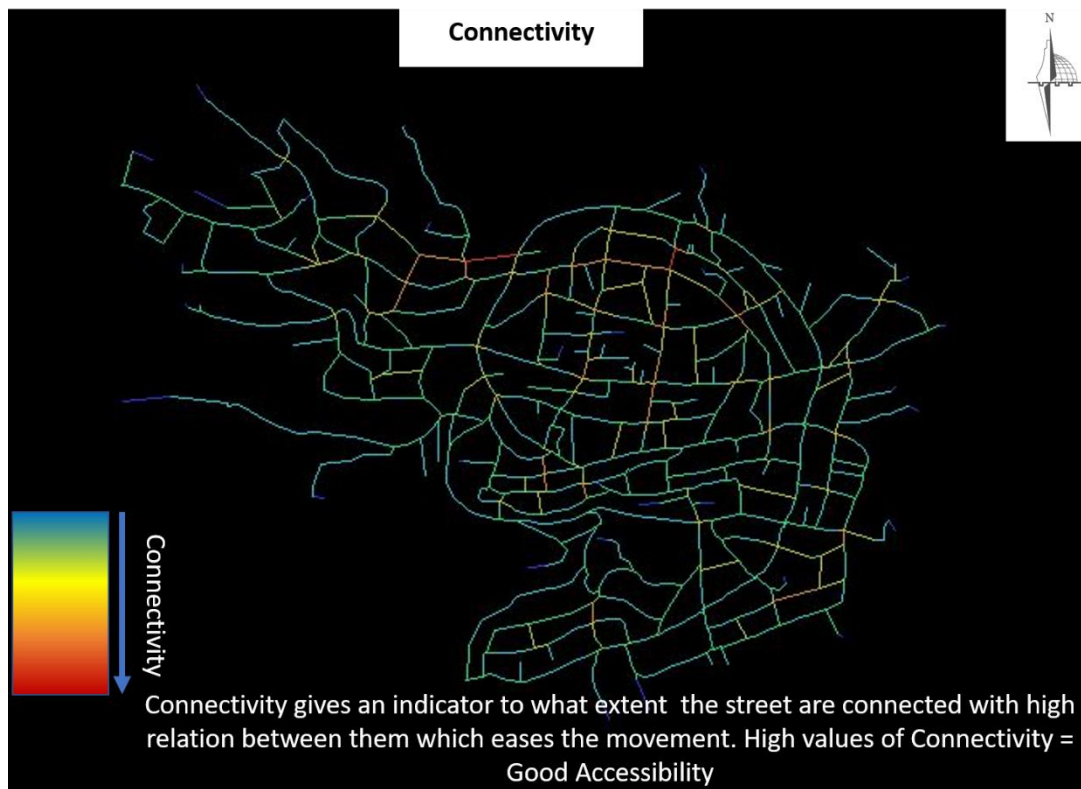 Connectivity
N
Connectivity
Connectivity gives an indicator to what extent the street are connected with high
relation between them which eases the movement. High values of Connectivity =
Good Accessibility